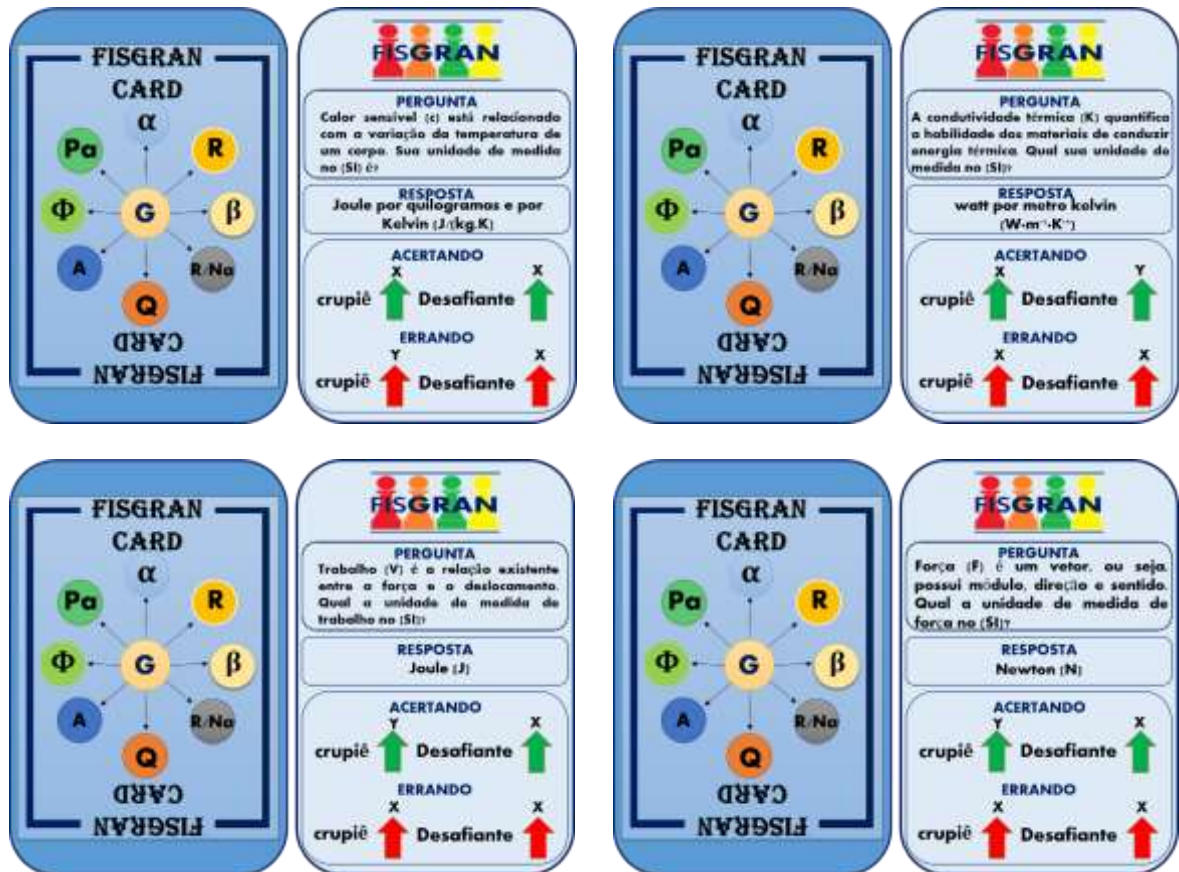 FISGRAN
CARD
α
Pa
R
Φ
G
β
A
R/Na
Q
CARD
FISGRAN
FISGRAN
PERGUNTA
Calor sensível (c) está relacionado
com a variação da temperatura de
um corpo. Sua unidade de medida
no (SI) é?
RESPOSTA
Joule por quilogramas e por
Kelvin (J/(kg.K)
ACERTANDO
X X
crupiê Desafiante
ERRANDO
Y X
crupiê Desafiante
FISGRAN
CARD
α
Pa
R
Φ
G
β
A
R/Na
Q
CARD
FISGRAN
FISGRAN
PERGUNTA
A condutividade térmica (K) quantifica
a habilidade dos materiais de conduzir
energia térmica. Qual sua unidade de
medida no (SI)?
RESPOSTA
watt por metro kelvin
(W·m⁻¹·K⁻¹)
ACERTANDO
X Y
crupiê Desafiante
ERRANDO
X X
crupiê Desafiante
FISGRAN
CARD
α
Pa
R
Φ
G
β
A
R/Na
Q
CARD
FISGRAN
FISGRAN
PERGUNTA
Trabalho (V) é a relação existente
entre a força e o deslocamento.
Qual a unidade de medida de
trabalho no (SI)?
RESPOSTA
Joule (J)
ACERTANDO
Y X
crupiê Desafiante
ERRANDO
X X
crupiê Desafiante
FISGRAN
CARD
α
Pa
R
Φ
G
β
A
R/Na
Q
CARD
FISGRAN
FISGRAN
PERGUNTA
Força (F) é um vetor, ou seja,
possui módulo, direção e sentido.
Qual a unidade de medida de
força no (SI)?
RESPOSTA
Newton (N)
ACERTANDO
Y X
crupiê Desafiante
ERRANDO
X X
crupiê Desafiante